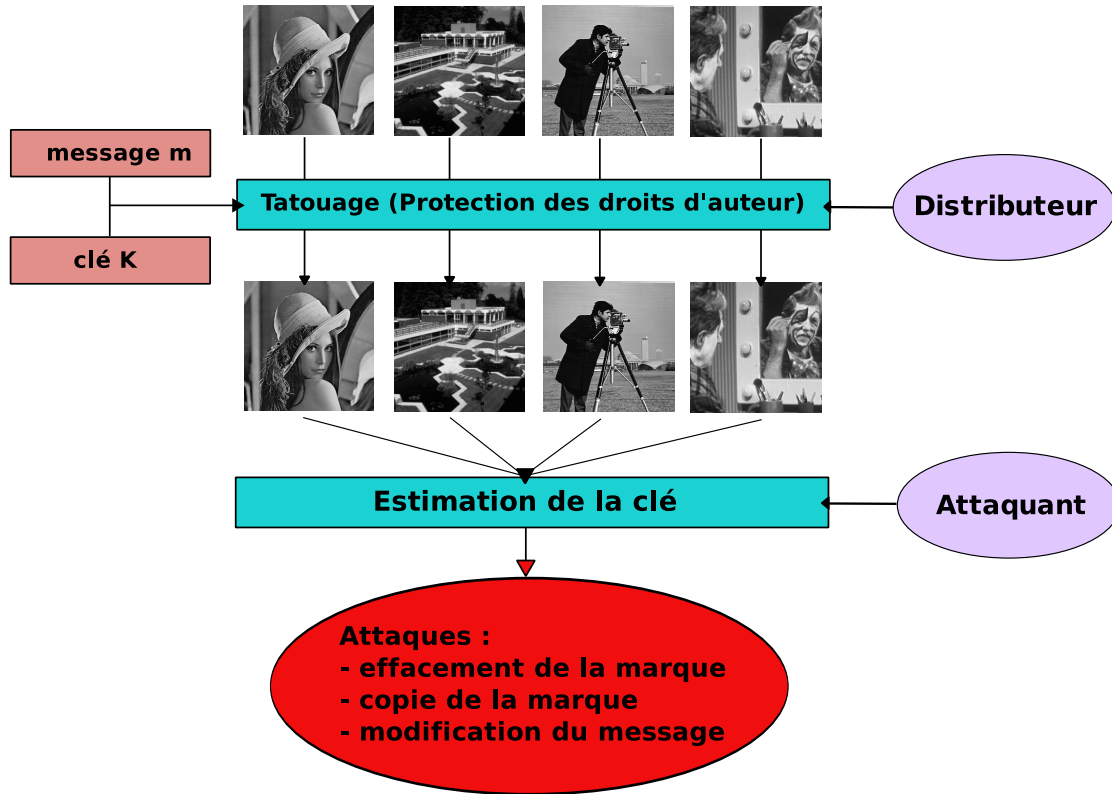 message m
Tatouage (Protection des droits d'auteur)
Distributeur
clé K
Estimation de la clé
Attaquant
Attaques :
- effacement de la marque
- copie de la marque
- modification du message